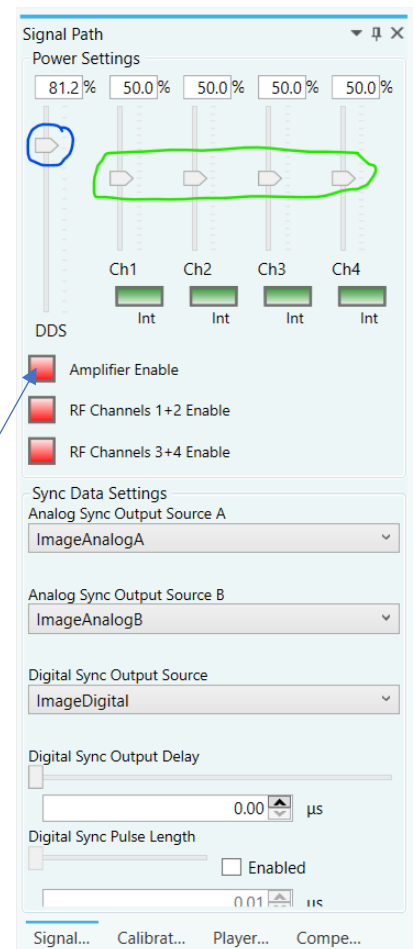 Signal Path
Power Settings
81.2 % 50.0 % 50.0 % 50.0 % 50.0 %
Ch1 Ch2 Ch3 Ch4
Int Int Int Int
DDS
Amplifier Enable
RF Channels 1+2 Enable
RF Channels 3+4 Enable
Sync Data Settings
Analog Sync Output Source A
ImageAnalogA
Analog Sync Output Source B
ImageAnalogB
Digital Sync Output Source
ImageDigital
Digital Sync Output Delay
0.00 µs
Digital Sync Pulse Length
Enabled
0.01 µs
Signal... Calibrat... Player... Compe...